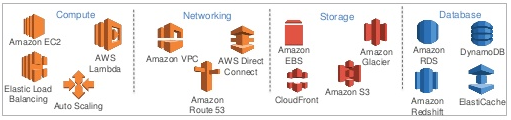 Compute
Amazon EC2
AWS
Lambda
Elastic Load
Balancing
Auto Scaling
Networking
Amazon VPC
AWS Direct
Connect
Amazon
Route 53
Storage
Amazon
EBS
Amazon
Glacier
CloudFront
Amazon S3
Database
Amazon
RDS
DynamoDB
Amazon
Redshift
ElastiCache